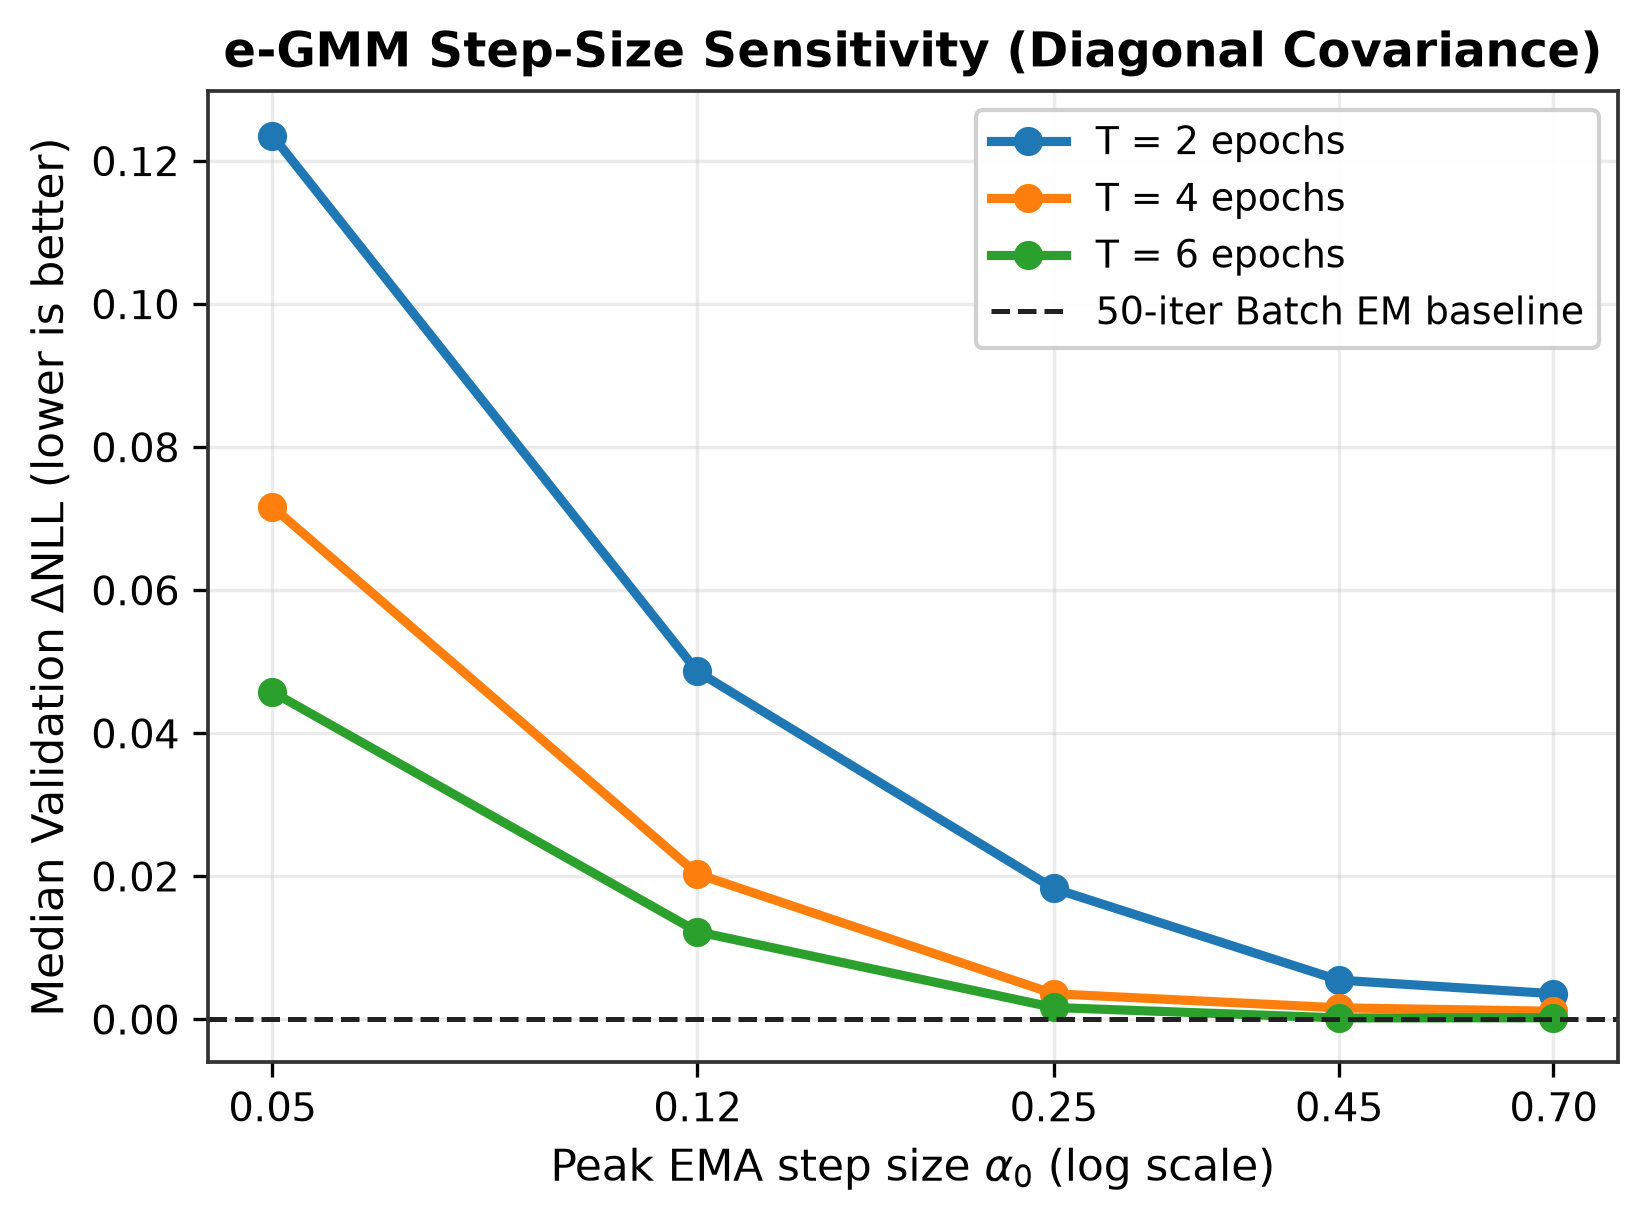 e-GMM Step-Size Sensitivity (Diagonal Covariance)
T = 2 epochs
T = 4 epochs
T = 6 epochs
50-iter Batch EM baseline
Median Validation ΔNLL (lower is better)
0.12
0.10
0.08
0.06
0.04
0.02
0.00
0.05 0.12 0.25 0.45 0.70
Peak EMA step size α₀ (log scale)